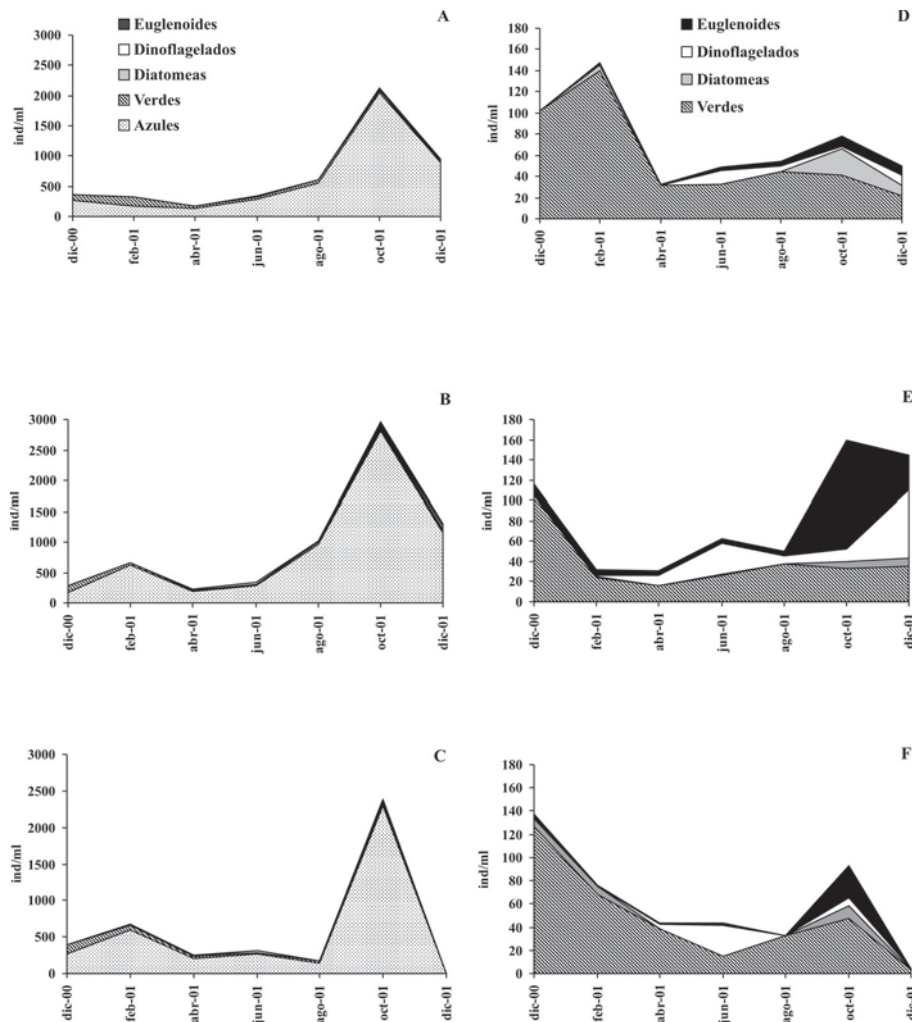 A
Euglenoides
Dinoflagelados
Diatomeas
Verdes
Azules
3000
2500
2000
1500
1000
500
0
ind/ml
dic-00
feb-01
abr-01
jun-01
ago-01
oct-01
dic-01
D
Euglenoides
Dinoflagelados
Diatomeas
Verdes
180
160
140
120
100
80
60
40
20
0
ind/ml
dic-00
feb-01
abr-01
jun-01
ago-01
oct-01
dic-01
B
3000
2500
2000
1500
1000
500
0
ind/ml
dic-00
feb-01
abr-01
jun-01
ago-01
oct-01
dic-01
E
180
160
140
120
100
80
60
40
20
0
ind/ml
dic-00
feb-01
abr-01
jun-01
ago-01
oct-01
dic-01
C
3000
2500
2000
1500
1000
500
0
ind/ml
dic-00
feb-01
abr-01
jun-01
ago-01
oct-01
dic-01
F
180
160
140
120
100
80
60
40
20
0
ind/ml
dic-00
feb-01
abr-01
jun-01
ago-01
oct-01
dic-01